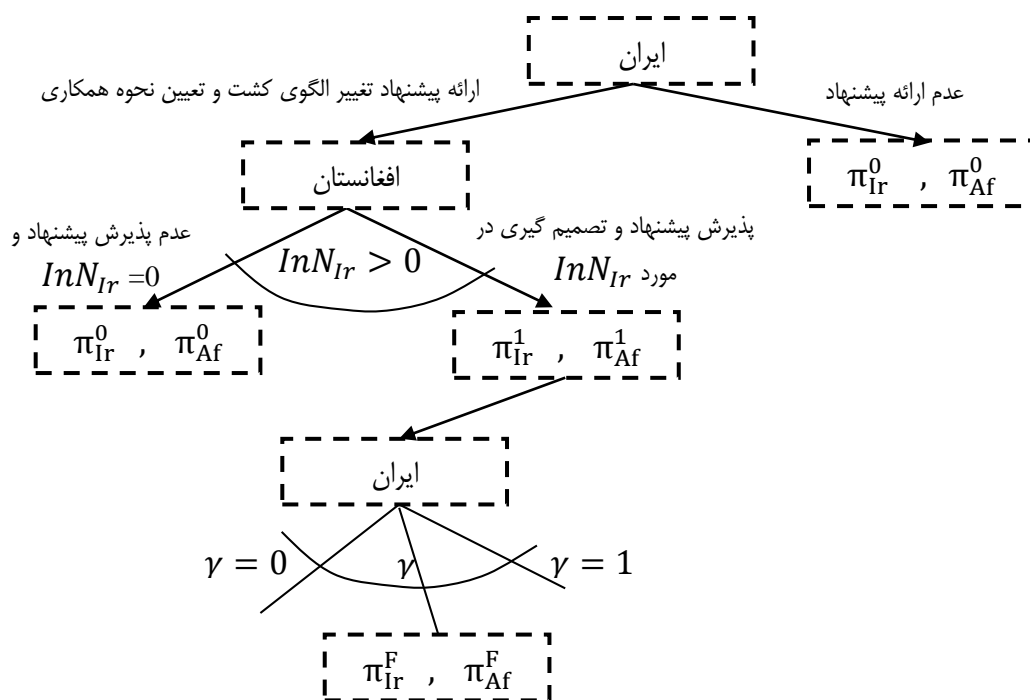 ایران
ارائه پیشنهاد تغییر الگوی کشت و تعیین نحوه همکاری
عدم ارائه پیشنهاد
افغانستان
π⁰_Ir , π⁰_Af
عدم پذیرش پیشنهاد و
InN_Ir =0
InN_Ir > 0
پذیرش پیشنهاد و تصمیم گیری در
مورد InN_Ir
π⁰_Ir , π⁰_Af
π¹_Ir , π¹_Af
ایران
γ = 0
γ
γ = 1
π^F_Ir , π^F_Af